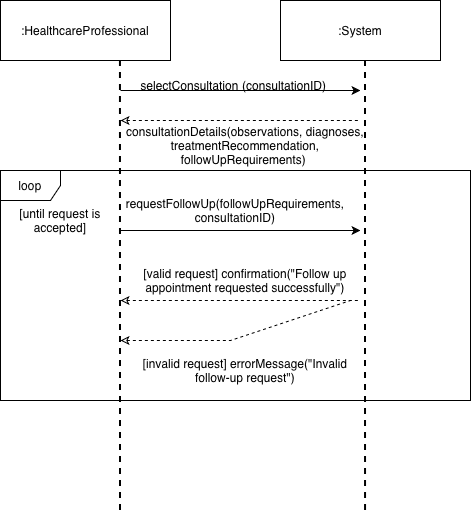 :HealthcareProfessional
:System
selectConsultation (consultationID)
consultationDetails(observations, diagnoses,
treatmentRecommendation,
followUpRequirements)
loop
[until request is
accepted]
requestFollowUp(followUpRequirements,
consultationID)
[valid request] confirmation("Follow up
appointment requested successfully")
[invalid request] errorMessage("Invalid
follow-up request")